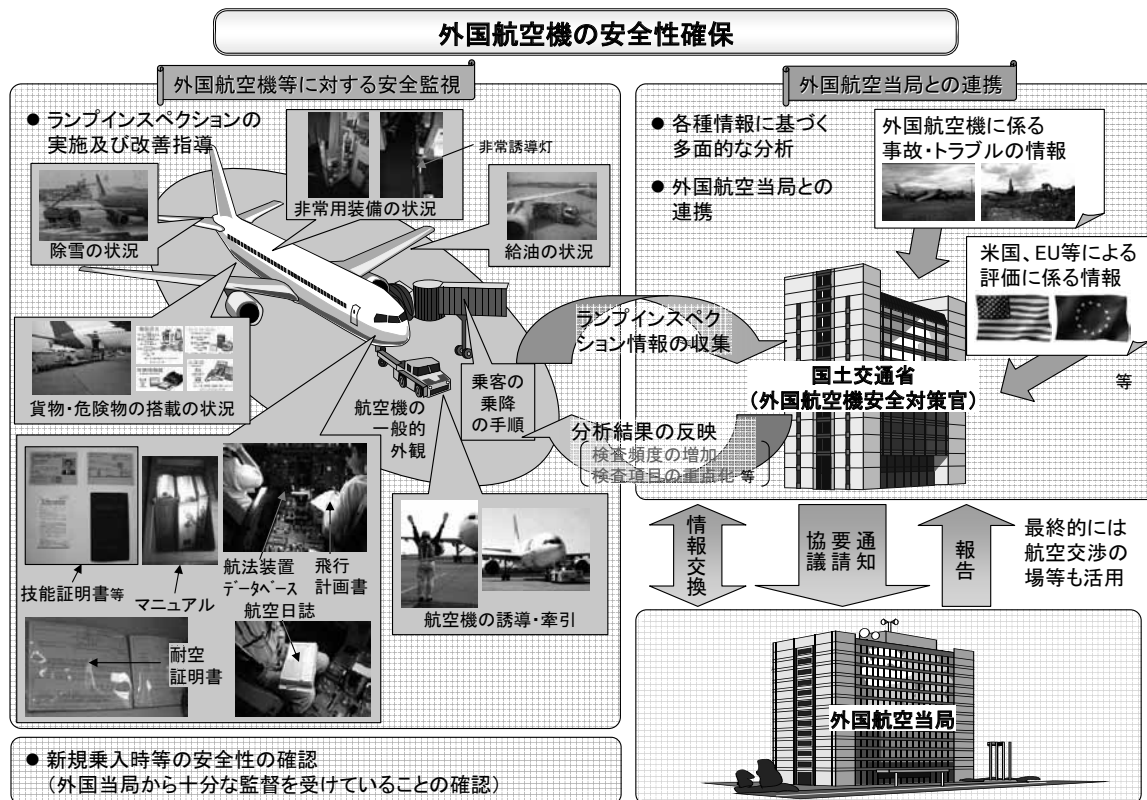 外国航空機の安全性確保
外国航空機等に対する安全監視
● ランプインスペクションの
実施及び改善指導
非常誘導灯
非常用装備の状況
除雪の状況
給油の状況
貨物・危険物の搭載の状況
航空機の
一般的
外観
乗客の
乗降
の手順
技能証明書等
マニュアル
航法装置
データベース
飛行
計画書
航空日誌
耐空
証明書
航空機の誘導・牽引
● 新規乗入時等の安全性の確認
(外国当局から十分な監督を受けていることの確認)
ランプインスペク
ション情報の収集
分析結果の反映
検査頻度の増加
検査項目の重点化 等
外国航空当局との連携
● 各種情報に基づく
多面的な分析
● 外国航空当局との
連携
外国航空機に係る
事故・トラブルの情報
米国、EU等による
評価に係る情報
等
国土交通省
(外国航空機安全対策官)
情報交換
通知
要請
協議
報告
最終的には
航空交渉の
場等も活用
外国航空当局